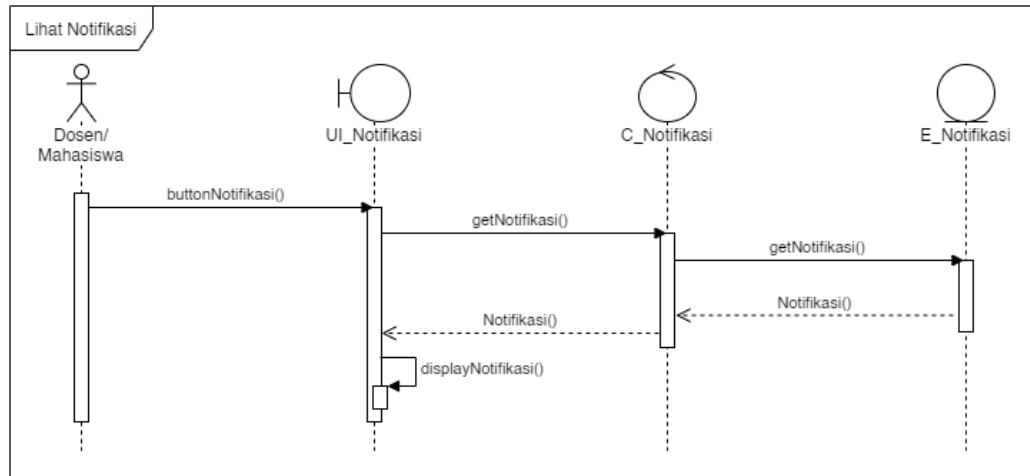 Lihat Notifikasi
Dosen/
Mahasiswa
UI_Notifikasi
C_Notifikasi
E_Notifikasi
buttonNotifikasi()
getNotifikasi()
getNotifikasi()
Notifikasi()
Notifikasi()
displayNotifikasi()